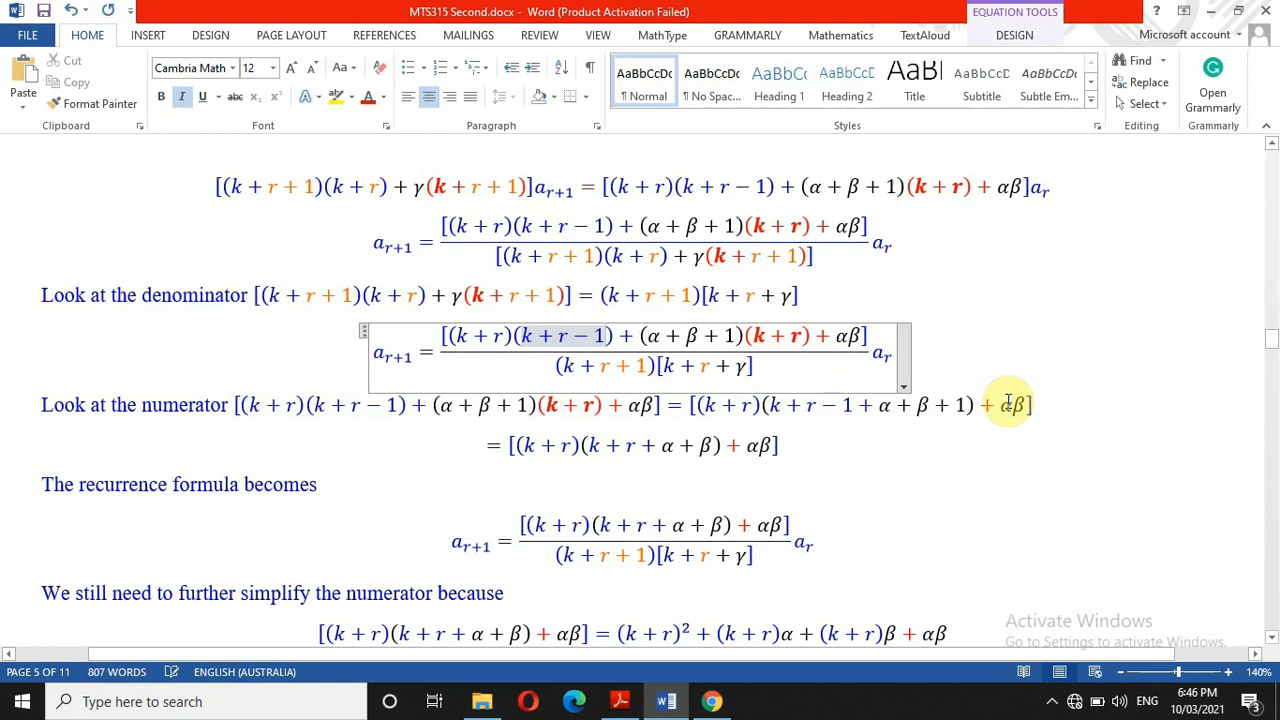 MTS315 Second.docx - Word (Product Activation Failed)
EQUATION TOOLS
FILE HOME INSERT DESIGN PAGE LAYOUT REFERENCES MAILINGS REVIEW VIEW MathType GRAMMARLY Mathematics TextAloud DESIGN Microsoft account
Paste
Cut
Copy
Format Painter
Clipboard
Cambria Math 12
Font
Paragraph
AaBbCcDc AaBbCcDc AaBbCc AaBbCcC AaBl AaBbCcC AaBbCcDc
¶ Normal ¶ No Spac... Heading 1 Heading 2 Title Subtitle Subtle Em...
Styles
Find
Replace
Select
Editing
Open Grammarly
Grammarly
[(k + r + 1)(k + r) + γ(k + r + 1)]a_{r+1} = [(k + r)(k + r − 1) + (α + β + 1)(k + r) + αβ]a_r
a_{r+1} = [(k + r)(k + r − 1) + (α + β + 1)(k + r) + αβ] / [(k + r + 1)(k + r) + γ(k + r + 1)] a_r
Look at the denominator [(k + r + 1)(k + r) + γ(k + r + 1)] = (k + r + 1)[k + r + γ]
a_{r+1} = [(k + r)(k + r − 1) + (α + β + 1)(k + r) + αβ] / (k + r + 1)[k + r + γ] a_r
Look at the numerator [(k + r)(k + r − 1) + (α + β + 1)(k + r) + αβ] = [(k + r)(k + r − 1 + α + β + 1) + αβ]
= [(k + r)(k + r + α + β) + αβ]
The recurrence formula becomes
a_{r+1} = [(k + r)(k + r + α + β) + αβ] / (k + r + 1)[k + r + γ] a_r
We still need to further simplify the numerator because
[(k + r)(k + r + α + β) + αβ] = (k + r)² + (k + r)α + (k + r)β + αβ
Activate Windows
Go to Settings to activate Windows.
PAGE 5 OF 11 807 WORDS ENGLISH (AUSTRALIA) 140%
Type here to search
ENG
6:46 PM
10/03/2021
3